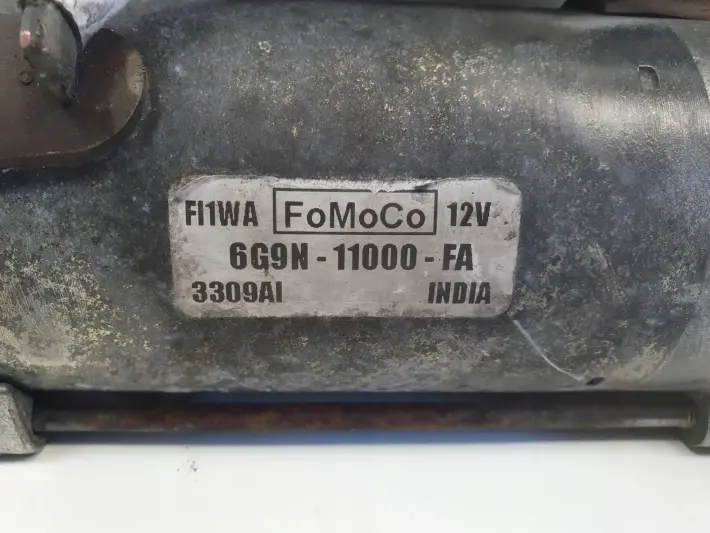 FI1WA FoMoCo 12V
6G9N - 11000 - FA
3309AI INDIA